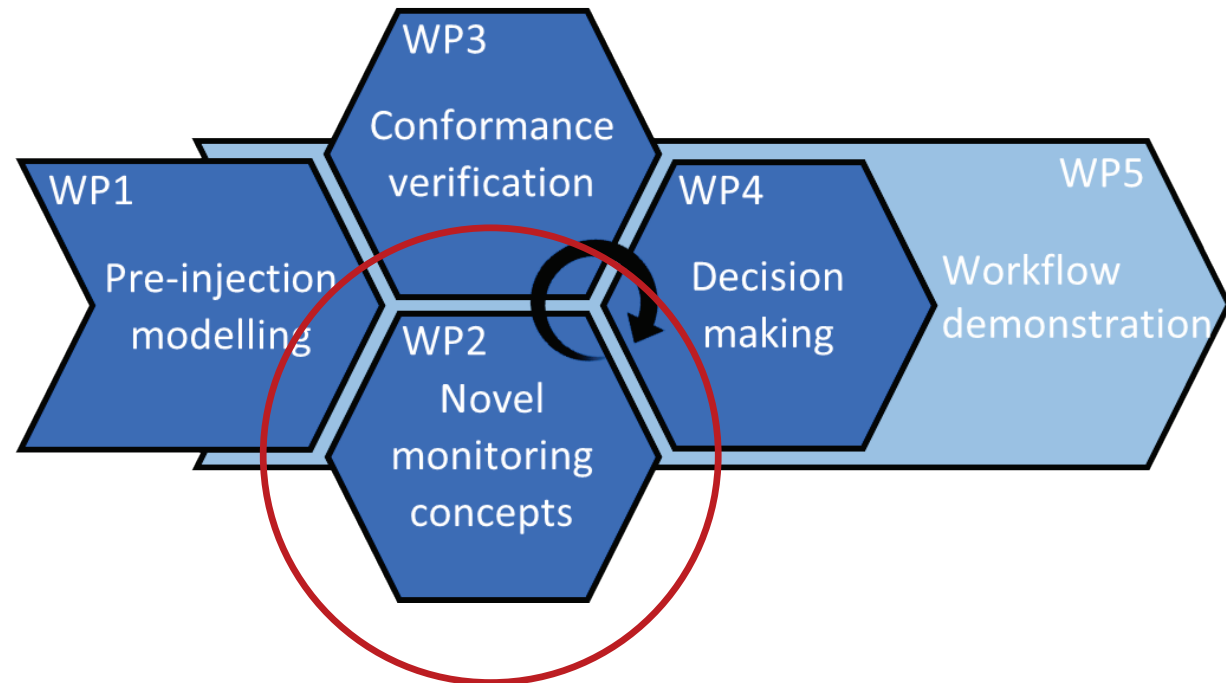 WP1
Pre-injection
modelling
WP3
Conformance
verification
WP2
Novel
monitoring
concepts
WP4
Decision
making
WP5
Workflow
demonstration